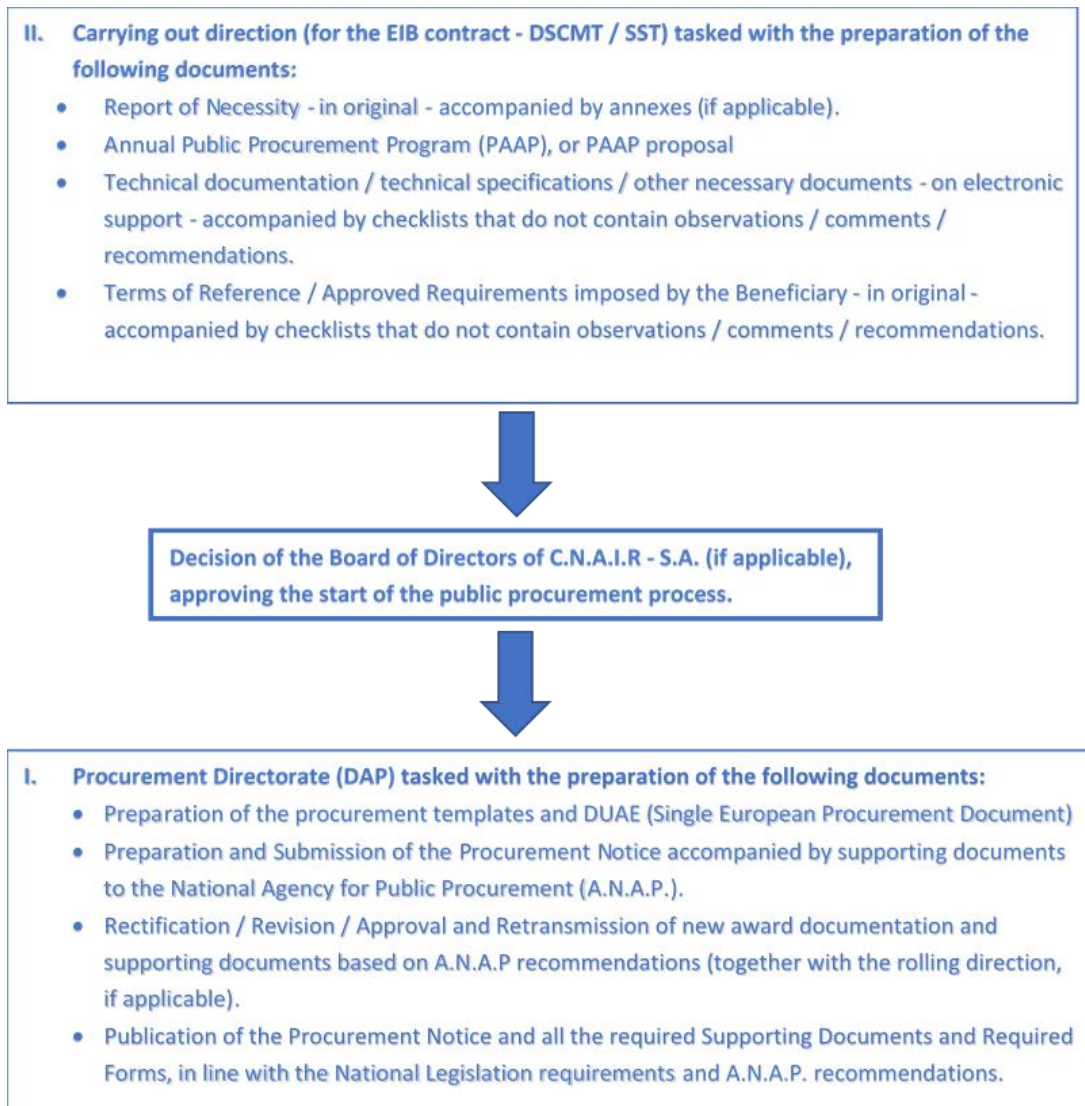 II. Carrying out direction (for the EIB contract - DSCMT / SST) tasked with the preparation of the
following documents:
• Report of Necessity - in original - accompanied by annexes (if applicable).
• Annual Public Procurement Program (PAAP), or PAAP proposal
• Technical documentation / technical specifications / other necessary documents - on electronic
support - accompanied by checklists that do not contain observations / comments /
recommendations.
• Terms of Reference / Approved Requirements imposed by the Beneficiary - in original -
accompanied by checklists that do not contain observations / comments / recommendations.
Decision of the Board of Directors of C.N.A.I.R - S.A. (if applicable),
approving the start of the public procurement process.
I. Procurement Directorate (DAP) tasked with the preparation of the following documents:
• Preparation of the procurement templates and DUAE (Single European Procurement Document)
• Preparation and Submission of the Procurement Notice accompanied by supporting documents
to the National Agency for Public Procurement (A.N.A.P.).
• Rectification / Revision / Approval and Retransmission of new award documentation and
supporting documents based on A.N.A.P recommendations (together with the rolling direction,
if applicable).
• Publication of the Procurement Notice and all the required Supporting Documents and Required
Forms, in line with the National Legislation requirements and A.N.A.P. recommendations.